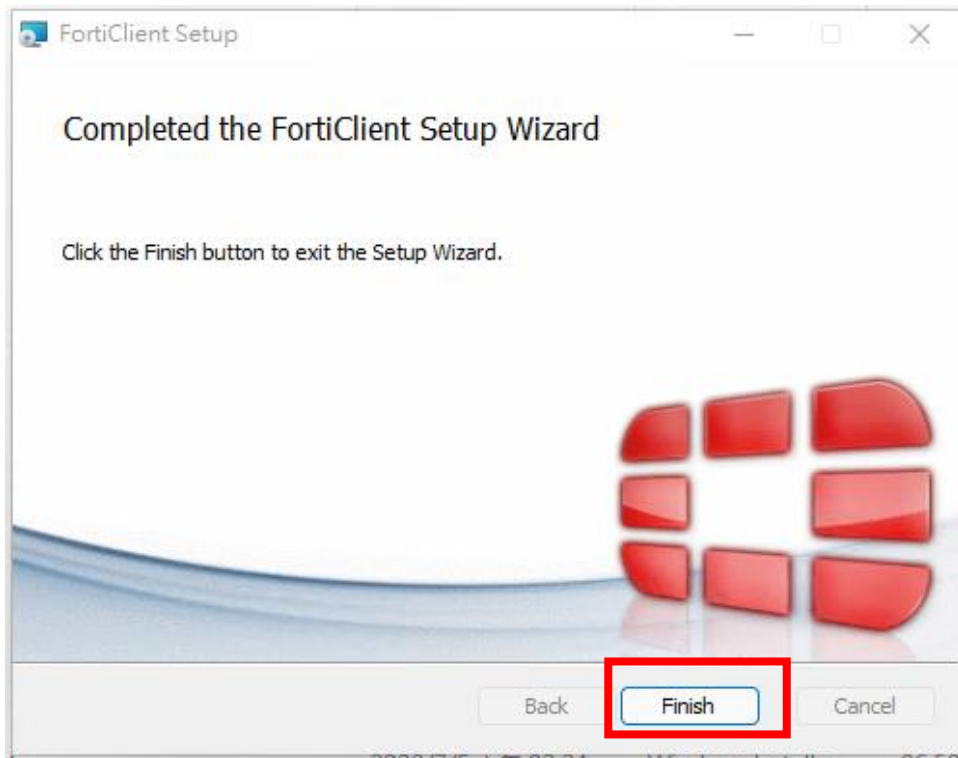 FortiClient Setup
Completed the FortiClient Setup Wizard
Click the Finish button to exit the Setup Wizard.
Back
Finish
Cancel